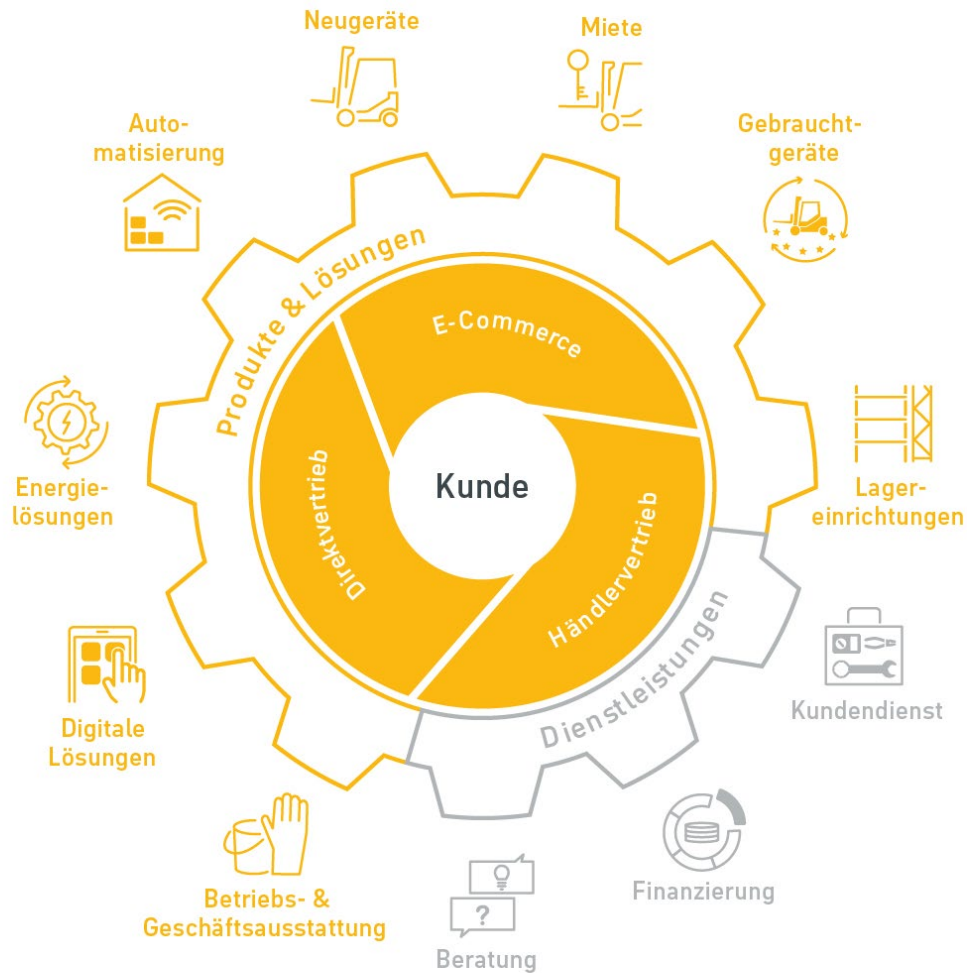 Neugeräte
Miete
Auto-
matisierung
Gebraucht-
geräte
Produkte & Lösungen
E-Commerce
Kunde
Direktvertrieb
Händlervertrieb
Energie-
lösungen
Lager-
einrichtungen
Dienstleistungen
Kundendienst
Digitale
Lösungen
Finanzierung
Betriebs- &
Geschäftsausstattung
?
Beratung